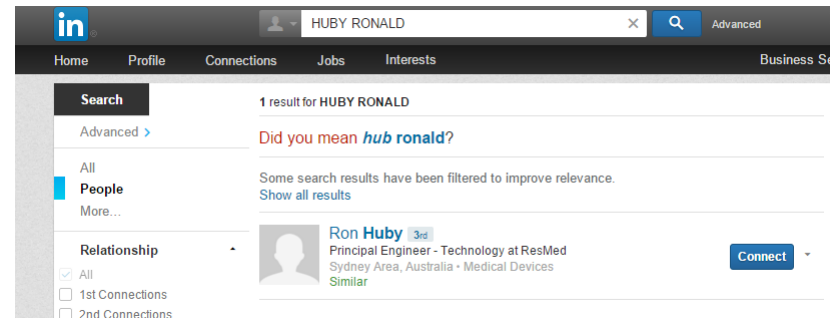 in
HUBY RONALD
Advanced
Home Profile Connections Jobs Interests Business Se
Search
Advanced >
All
People
More...
Relationship
All
1st Connections
2nd Connections
1 result for HUBY RONALD
Did you mean hub ronald?
Some search results have been filtered to improve relevance.
Show all results
Ron Huby 3rd
Principal Engineer - Technology at ResMed
Sydney Area, Australia • Medical Devices
Similar
Connect